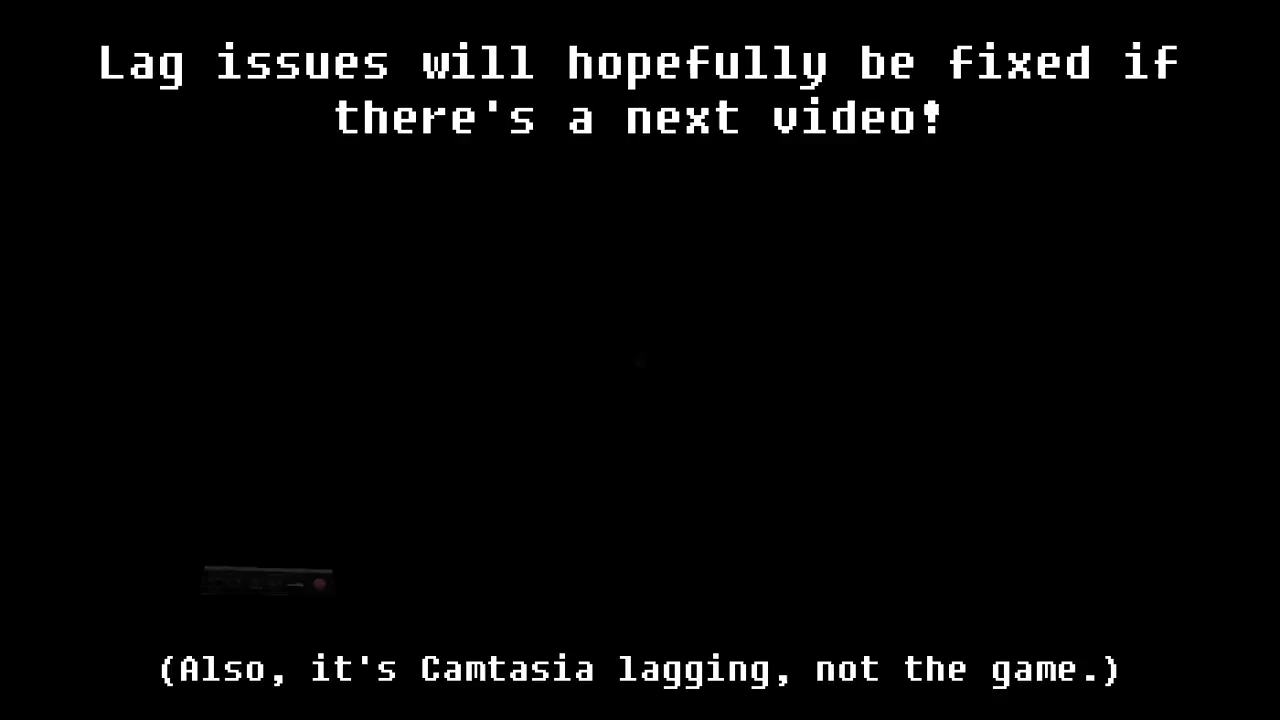 Lag issues will hopefully be fixed if
there's a next video!
(Also, it's Camtasia lagging, not the game.)